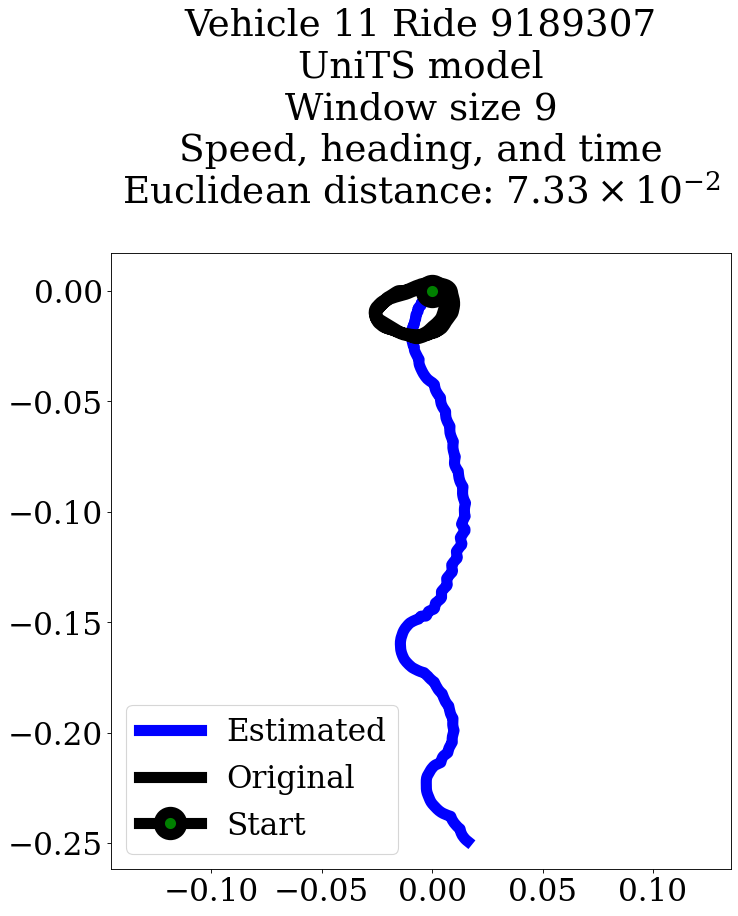 Vehicle 11 Ride 9189307
UniTS model
Window size 9
Speed, heading, and time
Euclidean distance: 7.33 × 10⁻²
0.00
−0.05
−0.10
−0.15
−0.20
−0.25
Estimated
Original
Start
−0.10 −0.05 0.00 0.05 0.10